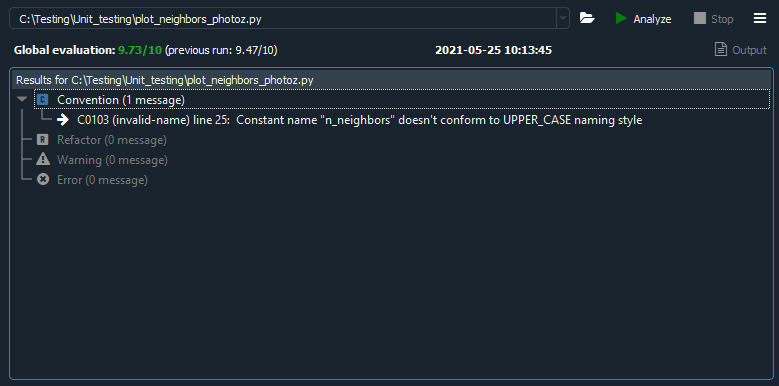 C:\Testing\Unit_testing\plot_neighbors_photoz.py
Analyze
Stop
Global evaluation: 9.73/10 (previous run: 9.47/10)
2021-05-25 10:13:45
Output
Results for C:\Testing\Unit_testing\plot_neighbors_photoz.py
C Convention (1 message)
C0103 (invalid-name) line 25: Constant name "n_neighbors" doesn't conform to UPPER_CASE naming style
R Refactor (0 message)
Warning (0 message)
Error (0 message)